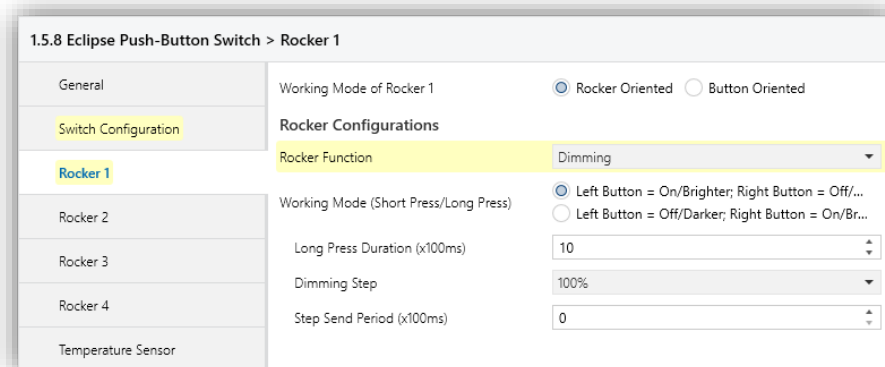 1.5.8 Eclipse Push-Button Switch > Rocker 1
General
Switch Configuration
Rocker 1
Rocker 2
Rocker 3
Rocker 4
Temperature Sensor
Working Mode of Rocker 1
Rocker Oriented
Button Oriented
Rocker Configurations
Rocker Function
Dimming
Working Mode (Short Press/Long Press)
Left Button = On/Brighter; Right Button = Off/...
Left Button = Off/Darker; Right Button = On/Br...
Long Press Duration (x100ms)
10
Dimming Step
100%
Step Send Period (x100ms)
0